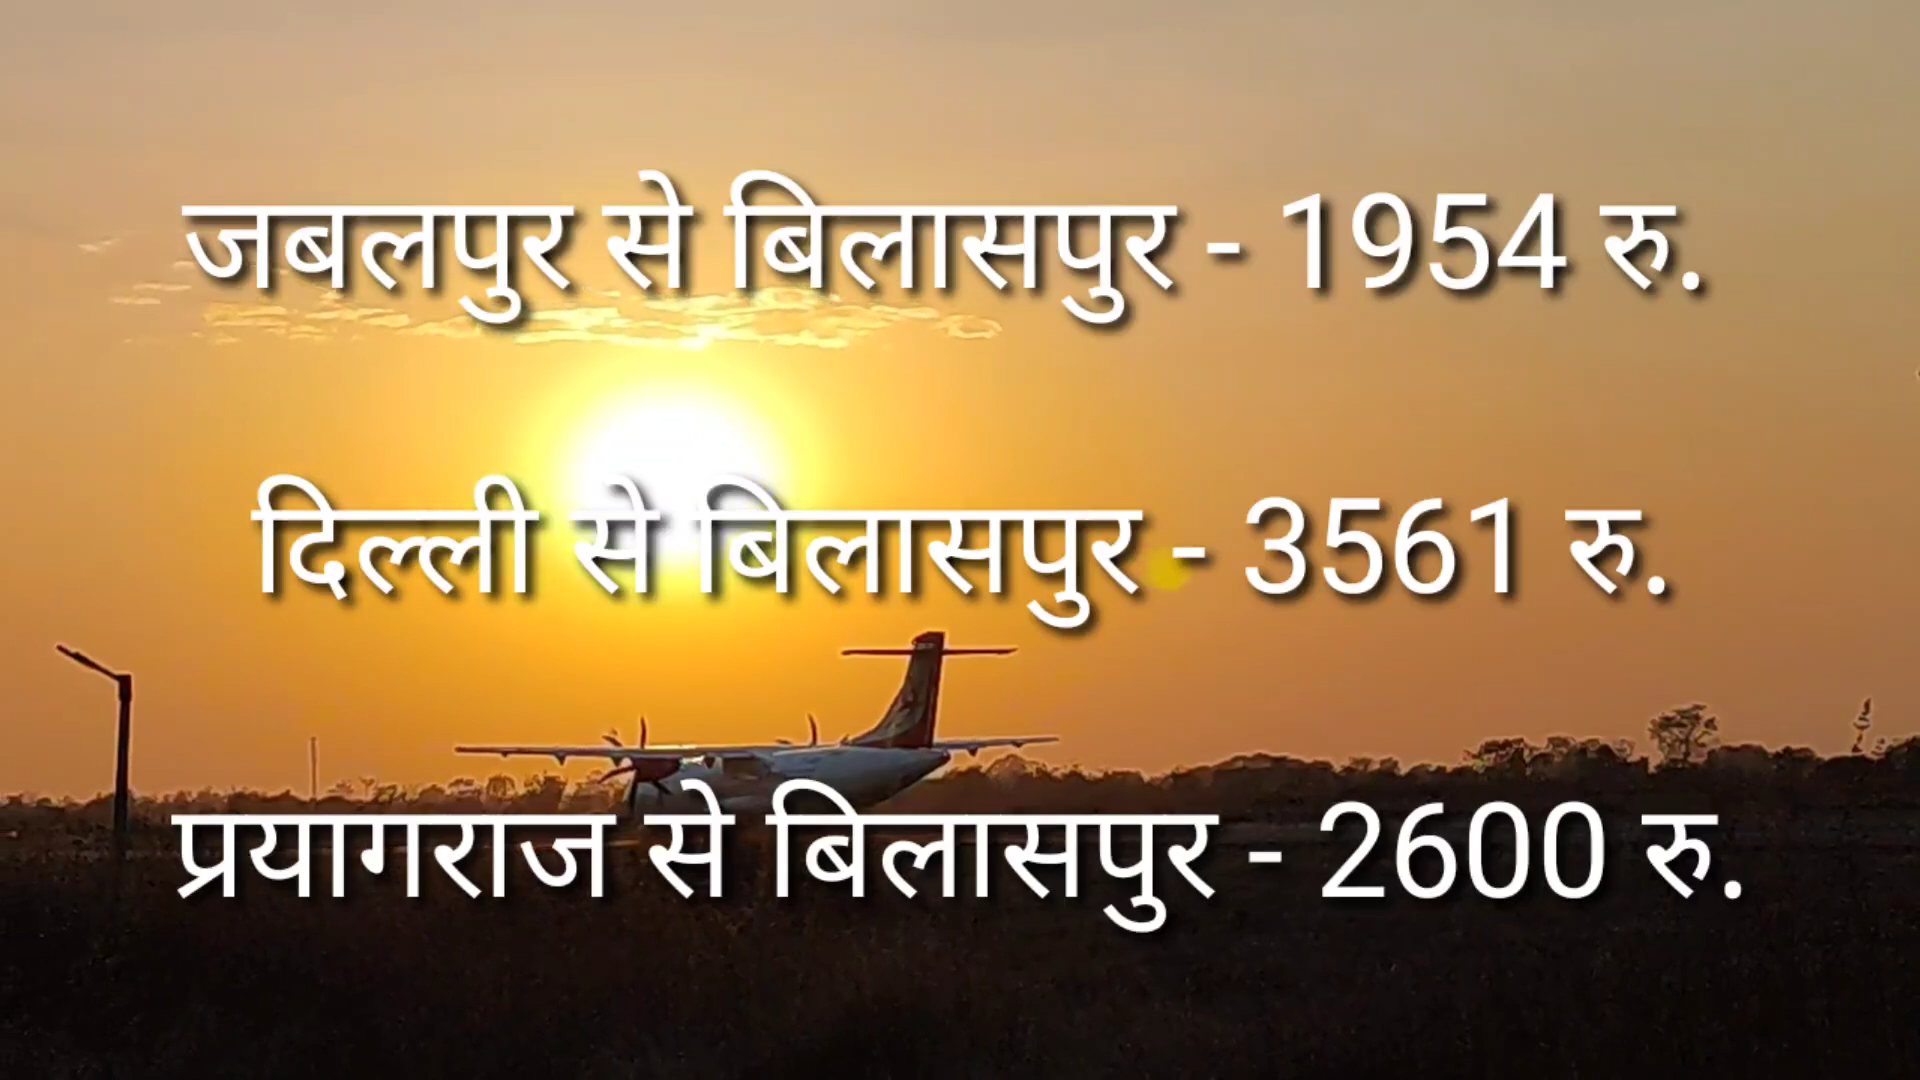 जबलपुर से बिलासपुर - 1954 रु.
दिल्ली से बिलासपुर - 3561 रु.
प्रयागराज से बिलासपुर - 2600 रु.